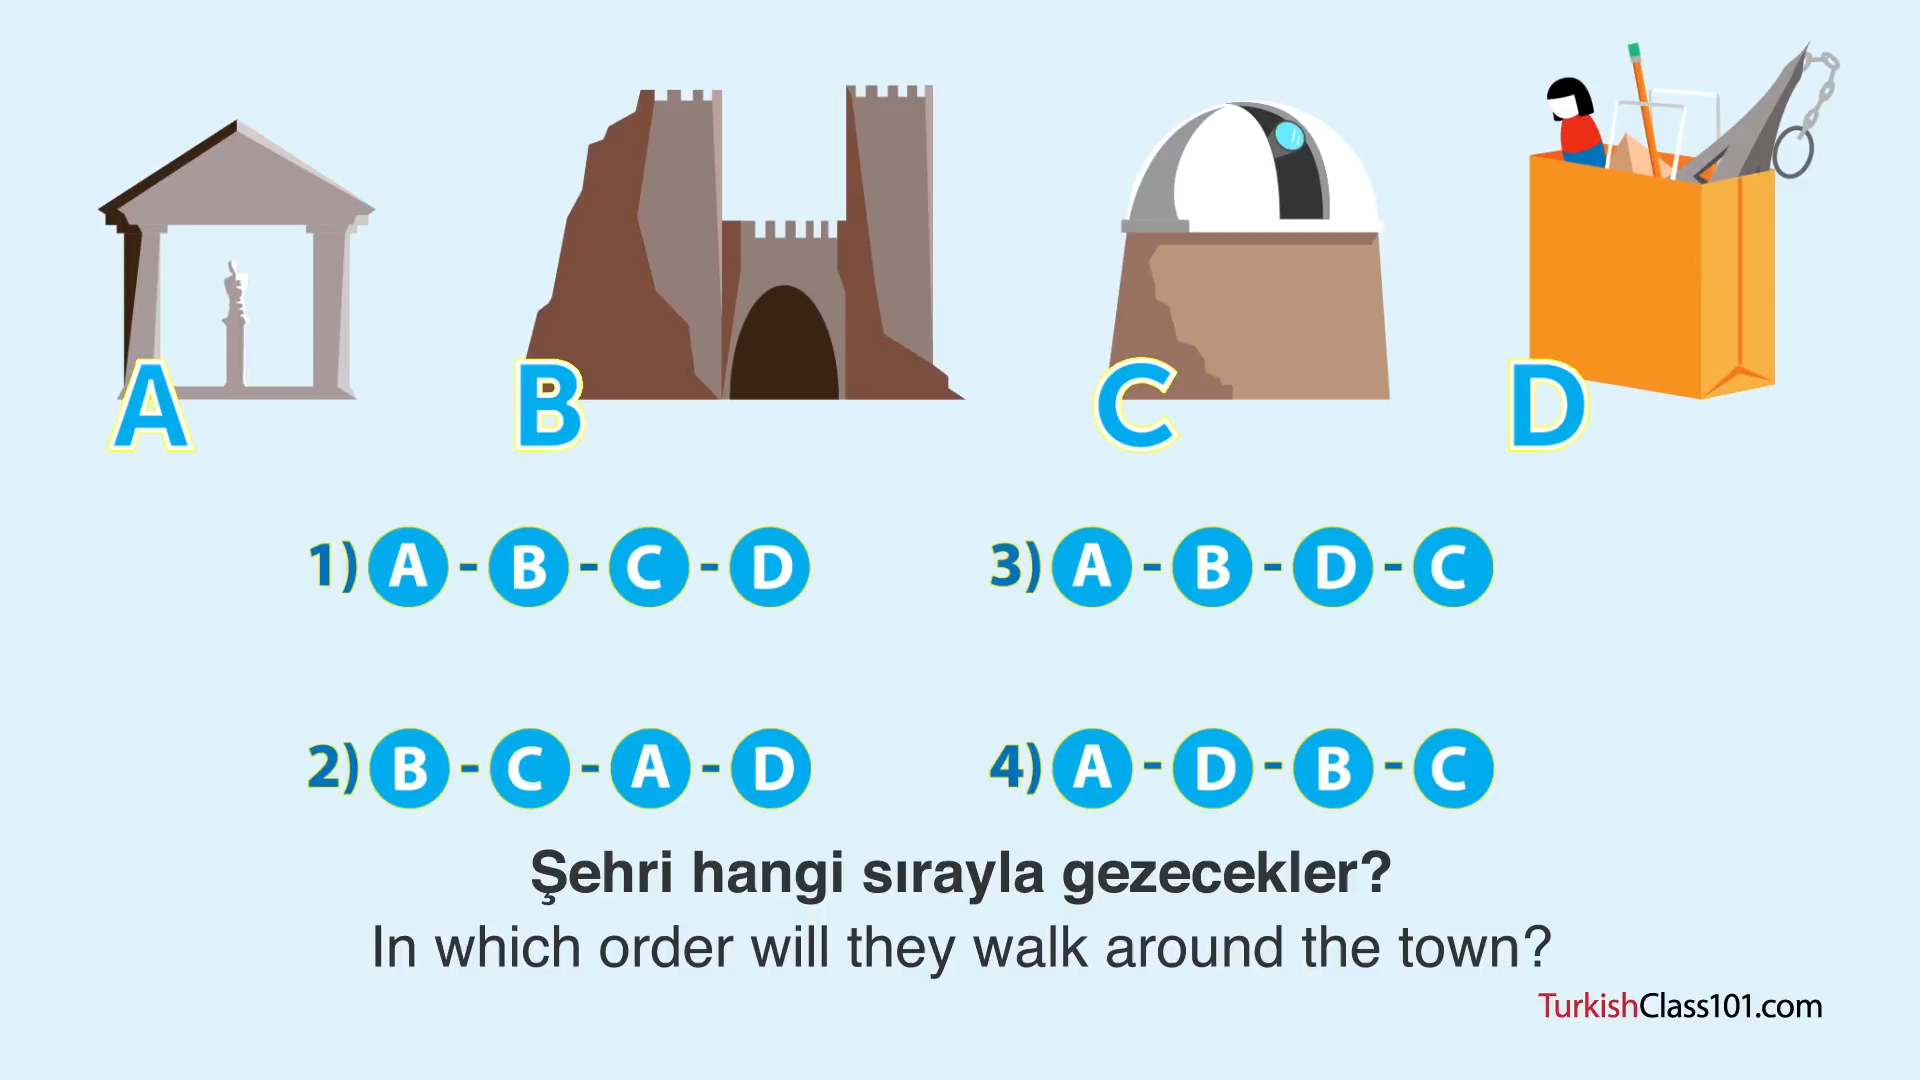 A B C D
1) A - B - C - D
3) A - B - D - C
2) B - C - A - D
4) A - D - B - C
Şehri hangi sırayla gezecekler?
In which order will they walk around the town?
TurkishClass101.com